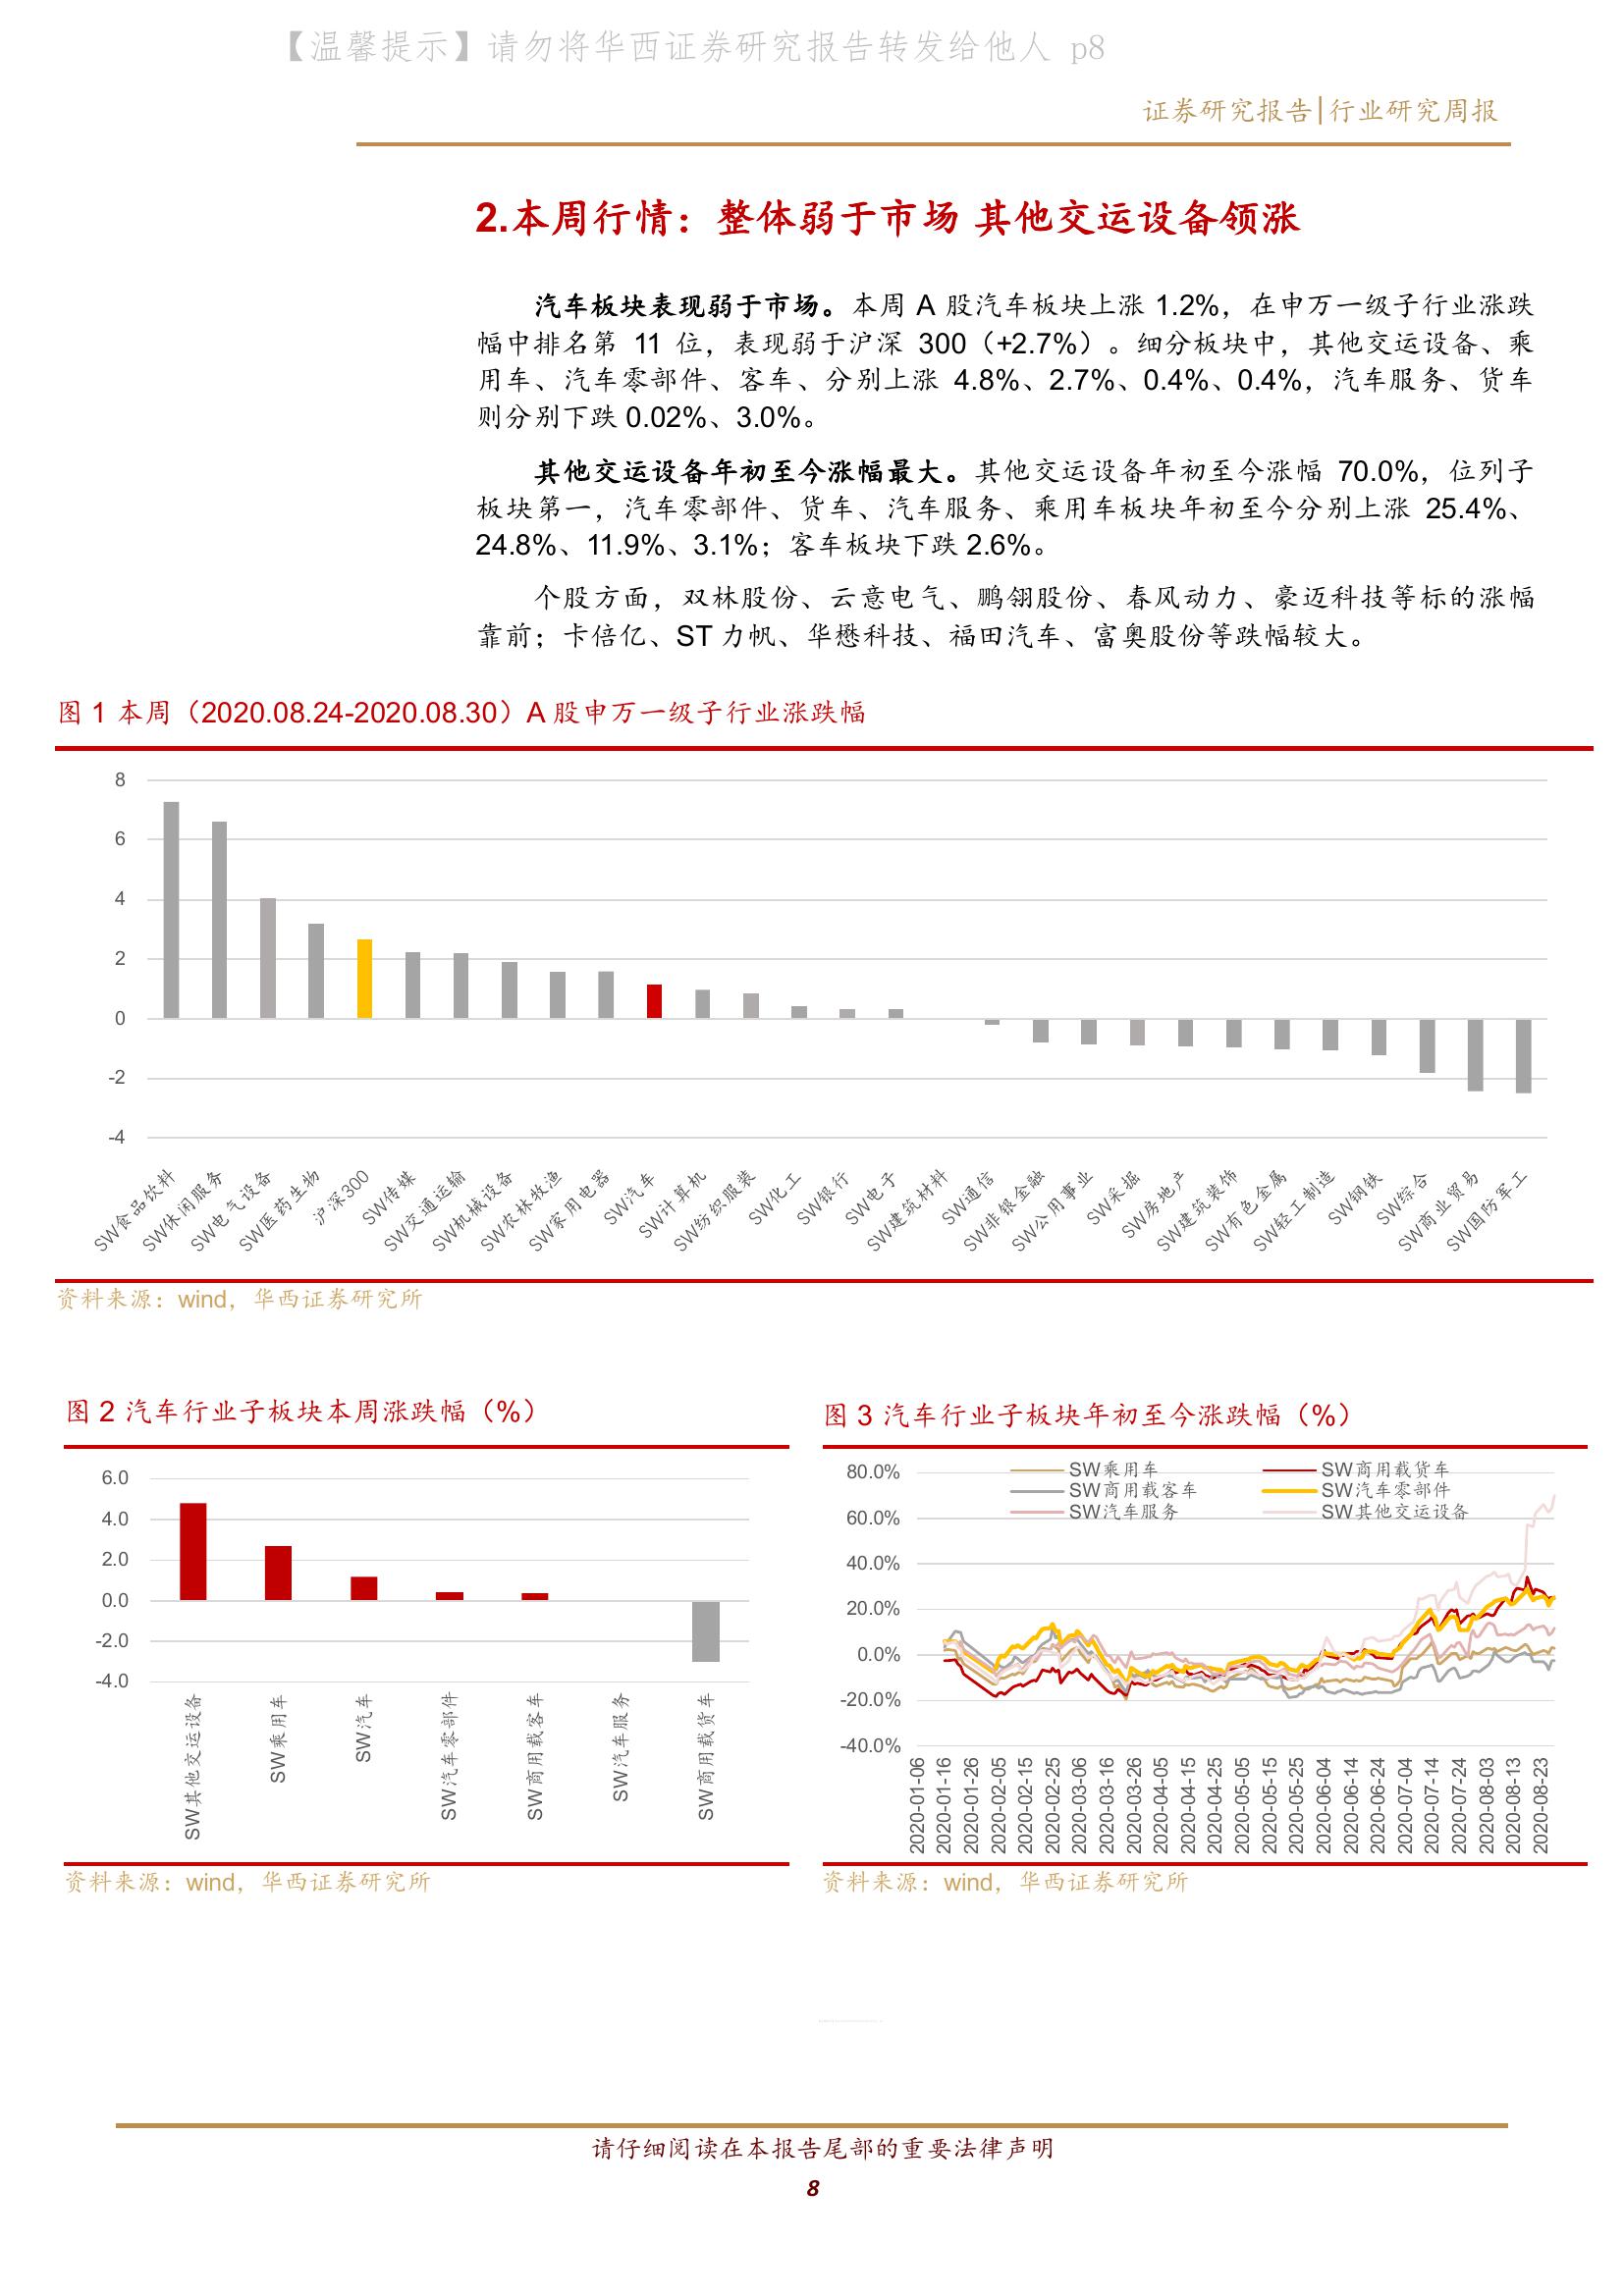 【温馨提示】请勿将华西证券研究报告转发给他人 p8
证券研究报告|行业研究周报
2.本周行情：整体弱于市场 其他交运设备领涨
汽车板块表现弱于市场。本周 A 股汽车板块上涨 1.2%，在申万一级子行业涨跌
幅中排名第 11 位，表现弱于沪深 300（+2.7%）。细分板块中，其他交运设备、乘
用车、汽车零部件、客车、分别上涨 4.8%、2.7%、0.4%、0.4%，汽车服务、货车
则分别下跌 0.02%、3.0%。
其他交运设备年初至今涨幅最大。其他交运设备年初至今涨幅 70.0%，位列子
板块第一，汽车零部件、货车、汽车服务、乘用车板块年初至今分别上涨 25.4%、
24.8%、11.9%、3.1%；客车板块下跌 2.6%。
个股方面，双林股份、云意电气、鹏翎股份、春风动力、豪迈科技等标的涨幅
靠前；卡倍亿、ST 力帆、华懋科技、福田汽车、富奥股份等跌幅较大。
图 1 本周（2020.08.24-2020.08.30）A 股申万一级子行业涨跌幅
8
6
4
2
0
-2
-4
SW食品饮料
SW休闲服务
SW电气设备
SW医药生物
沪深300
SW传媒
SW交通运输
SW机械设备
SW农林牧渔
SW家用电器
SW汽车
SW计算机
SW纺织服装
SW化工
SW银行
SW电子
SW建筑材料
SW通信
SW非银金融
SW公用事业
SW采掘
SW房地产
SW建筑装饰
SW有色金属
SW轻工制造
SW钢铁
SW综合
SW商业贸易
SW国防军工
资料来源：wind，华西证券研究所
图 2 汽车行业子板块本周涨跌幅（%）
6.0
4.0
2.0
0.0
-2.0
-4.0
SW其他交运设备
SW乘用车
SW汽车
SW汽车零部件
SW商用载客车
SW汽车服务
SW商用载货车
资料来源：wind，华西证券研究所
图 3 汽车行业子板块年初至今涨跌幅（%）
SW乘用车
SW商用载货车
SW商用载客车
SW汽车零部件
SW汽车服务
SW其他交运设备
80.0%
60.0%
40.0%
20.0%
0.0%
-20.0%
-40.0%
2020-01-06
2020-01-16
2020-01-26
2020-02-05
2020-02-15
2020-02-25
2020-03-06
2020-03-16
2020-03-26
2020-04-05
2020-04-15
2020-04-25
2020-05-05
2020-05-15
2020-05-25
2020-06-04
2020-06-14
2020-06-24
2020-07-04
2020-07-14
2020-07-24
2020-08-03
2020-08-13
2020-08-23
资料来源：wind，华西证券研究所
请仔细阅读在本报告尾部的重要法律声明
8